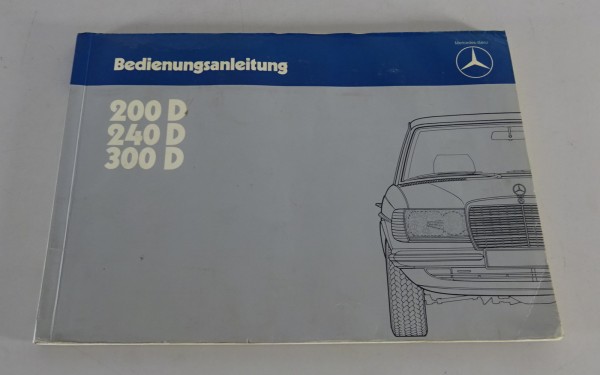 Mercedes-Benz
Bedienungsanleitung
200 D
240 D
300 D